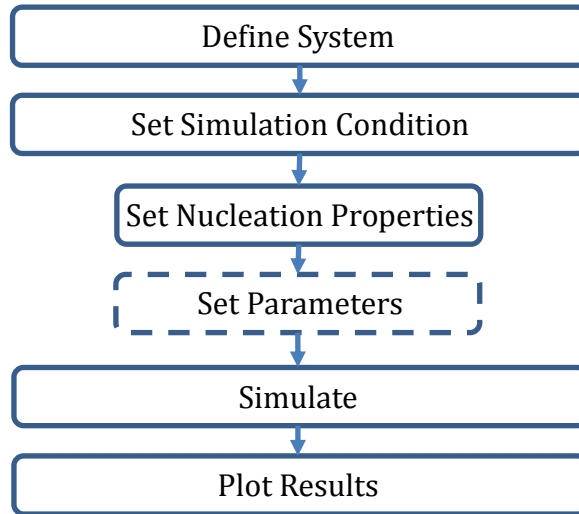 Define System
Set Simulation Condition
Set Nucleation Properties
Set Parameters
Simulate
Plot Results